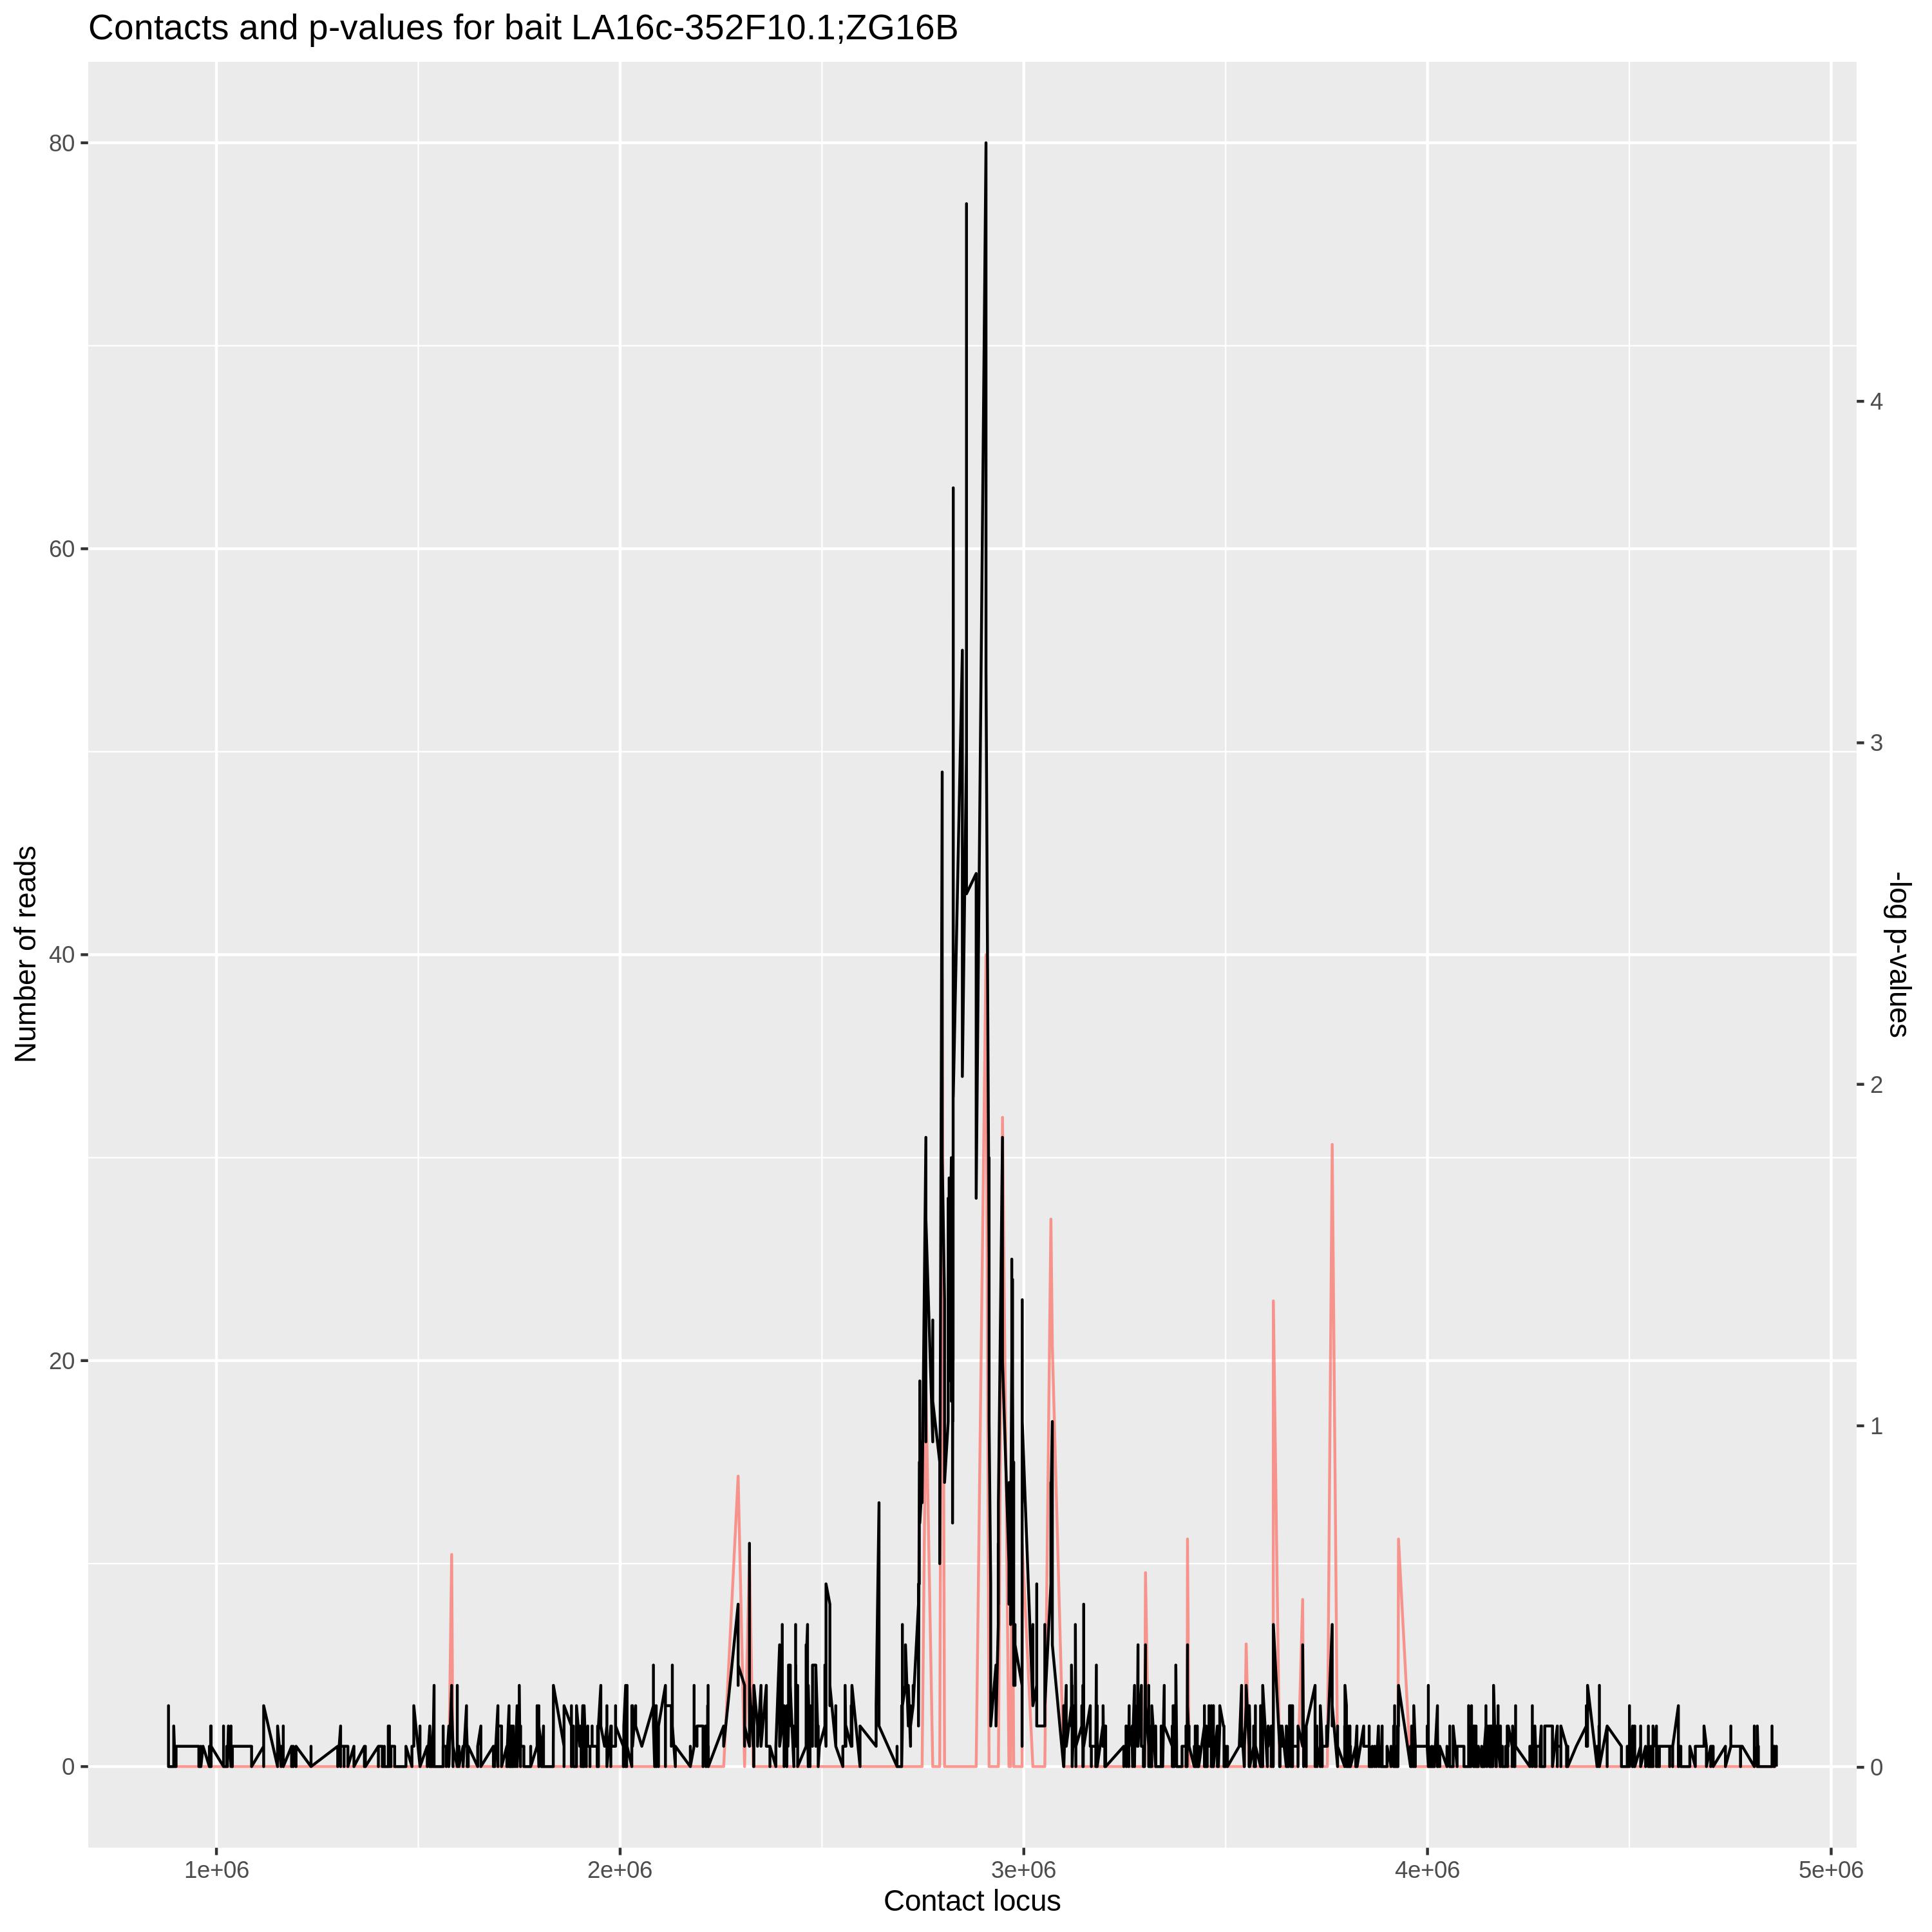 Contacts and p-values for bait LA16c-352F10.1;ZG16B
80
60
40
20
0
Number of reads
4
3
2
1
0
-log p-values
1e+06 2e+06 3e+06 4e+06 5e+06
Contact locus